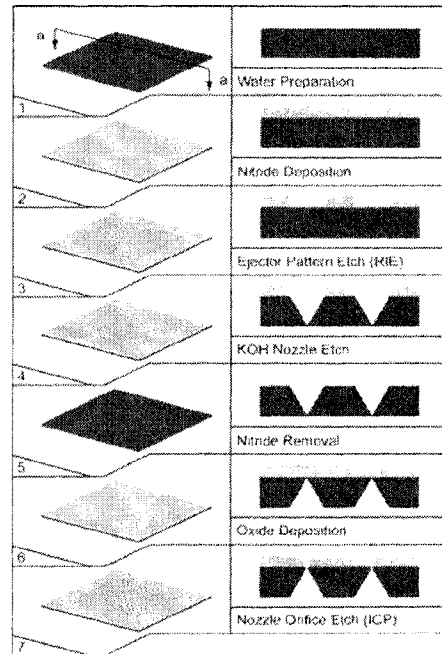 a
a
Water Preparation
1
Nitride Deposition
2
Ejector Pattern Etch (RIE)
3
KOH Nozzle Etch
4
Nitride Removal
5
Oxide Deposition
6
Nozzle Orifice Etch (ICP)
7